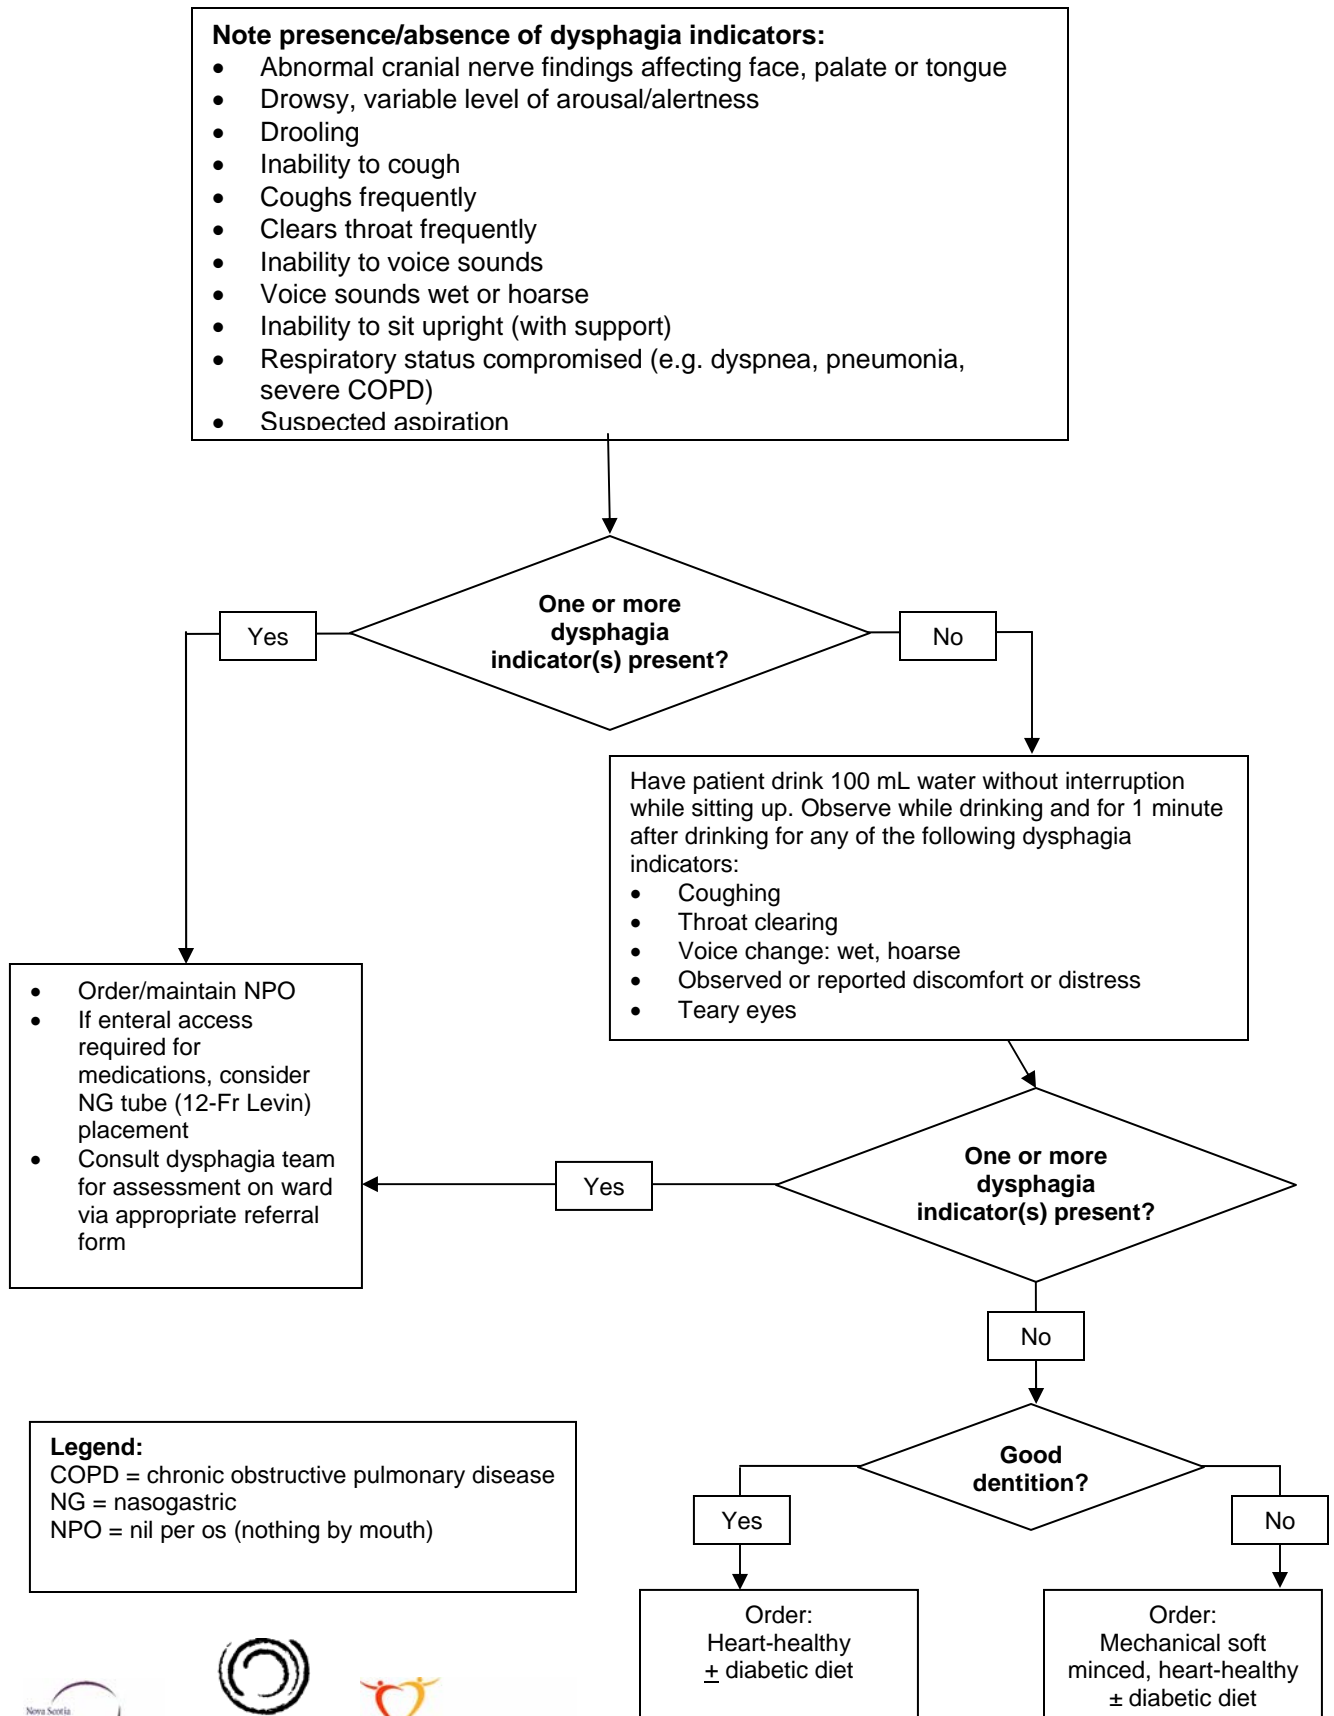 Note presence/absence of dysphagia indicators:
• Abnormal cranial nerve findings affecting face, palate or tongue
• Drowsy, variable level of arousal/alertness
• Drooling
• Inability to cough
• Coughs frequently
• Clears throat frequently
• Inability to voice sounds
• Voice sounds wet or hoarse
• Inability to sit upright (with support)
• Respiratory status compromised (e.g. dyspnea, pneumonia,
severe COPD)
• Suspected aspiration
One or more
dysphagia
indicator(s) present?
Yes
No
Have patient drink 100 mL water without interruption
while sitting up. Observe while drinking and for 1 minute
after drinking for any of the following dysphagia
indicators:
• Coughing
• Throat clearing
• Voice change: wet, hoarse
• Observed or reported discomfort or distress
• Teary eyes
• Order/maintain NPO
• If enteral access
required for
medications, consider
NG tube (12-Fr Levin)
placement
• Consult dysphagia team
for assessment on ward
via appropriate referral
form
One or more
dysphagia
indicator(s) present?
Yes
No
Good
dentition?
Yes
No
Legend:
COPD = chronic obstructive pulmonary disease
NG = nasogastric
NPO = nil per os (nothing by mouth)
Order:
Heart-healthy
± diabetic diet
Order:
Mechanical soft
minced, heart-healthy
± diabetic diet
Nova Scotia